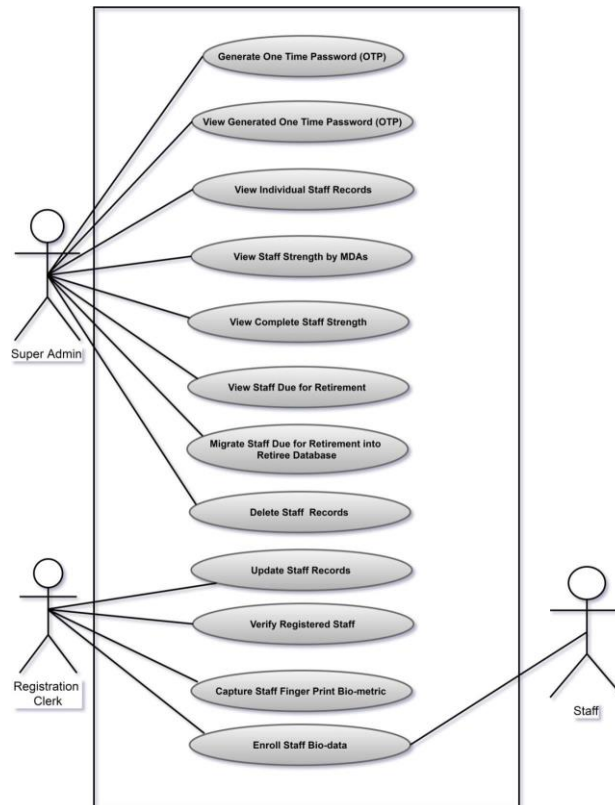 Generate One Time Password (OTP)
View Generated One Time Password (OTP)
View Individual Staff Records
View Staff Strength by MDAs
View Complete Staff Strength
Super Admin
View Staff Due for Retirement
Migrate Staff Due for Retirement into
Retiree Database
Delete Staff Records
Update Staff Records
Verify Registered Staff
Capture Staff Finger Print Bio-metric
Registration
Clerk
Staff
Enroll Staff Bio-data